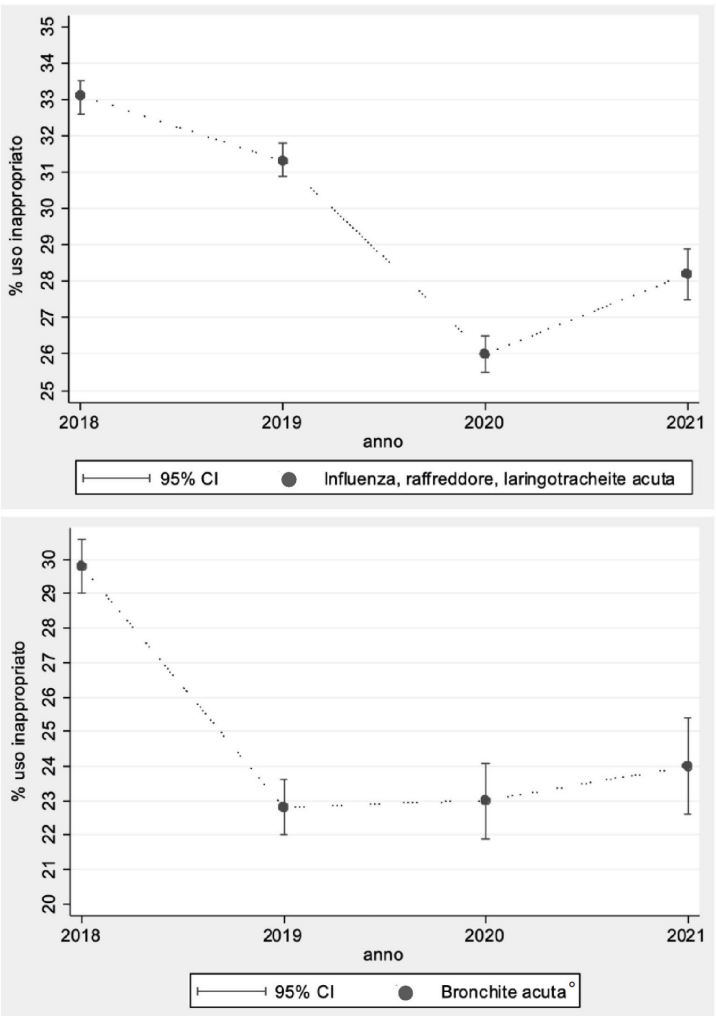 % uso inappropriato
35
34
33
32
31
30
29
28
27
26
25
2018 2019 2020 2021
anno
95% CI Influenza, raffreddore, laringotracheite acuta
% uso inappropriato
30
29
28
27
26
25
24
23
22
21
20
2018 2019 2020 2021
anno
95% CI Bronchite acuta°